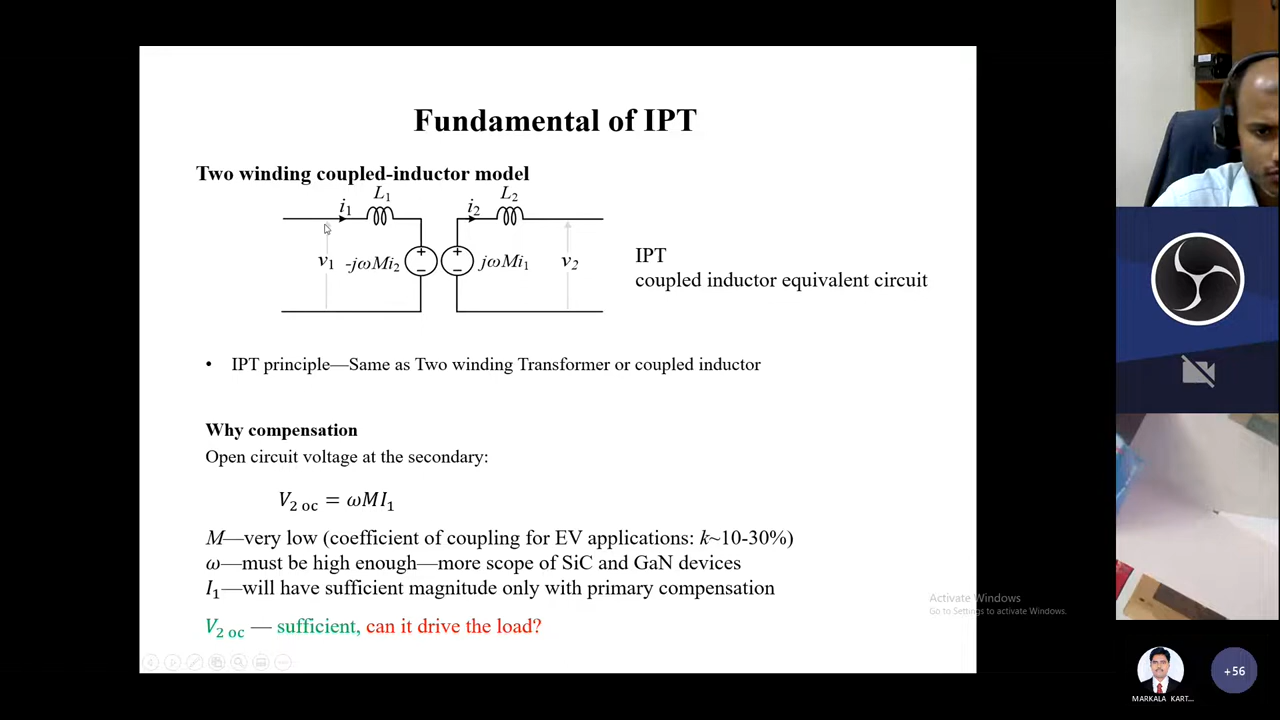 Fundamental of IPT
Two winding coupled-inductor model
L₁
L₂
i₁
i₂
v₁
-jωMi₂
+
−
+
−
jωMi₁
v₂
IPT
coupled inductor equivalent circuit
• IPT principle—Same as Two winding Transformer or coupled inductor
Why compensation
Open circuit voltage at the secondary:
V₂ oc = ωMI₁
M—very low (coefficient of coupling for EV applications: k~10-30%)
ω—must be high enough—more scope of SiC and GaN devices
I₁—will have sufficient magnitude only with primary compensation
V₂ oc — sufficient, can it drive the load?
Activate Windows
Go to Settings to activate Windows.
MARKALA KART...
+56